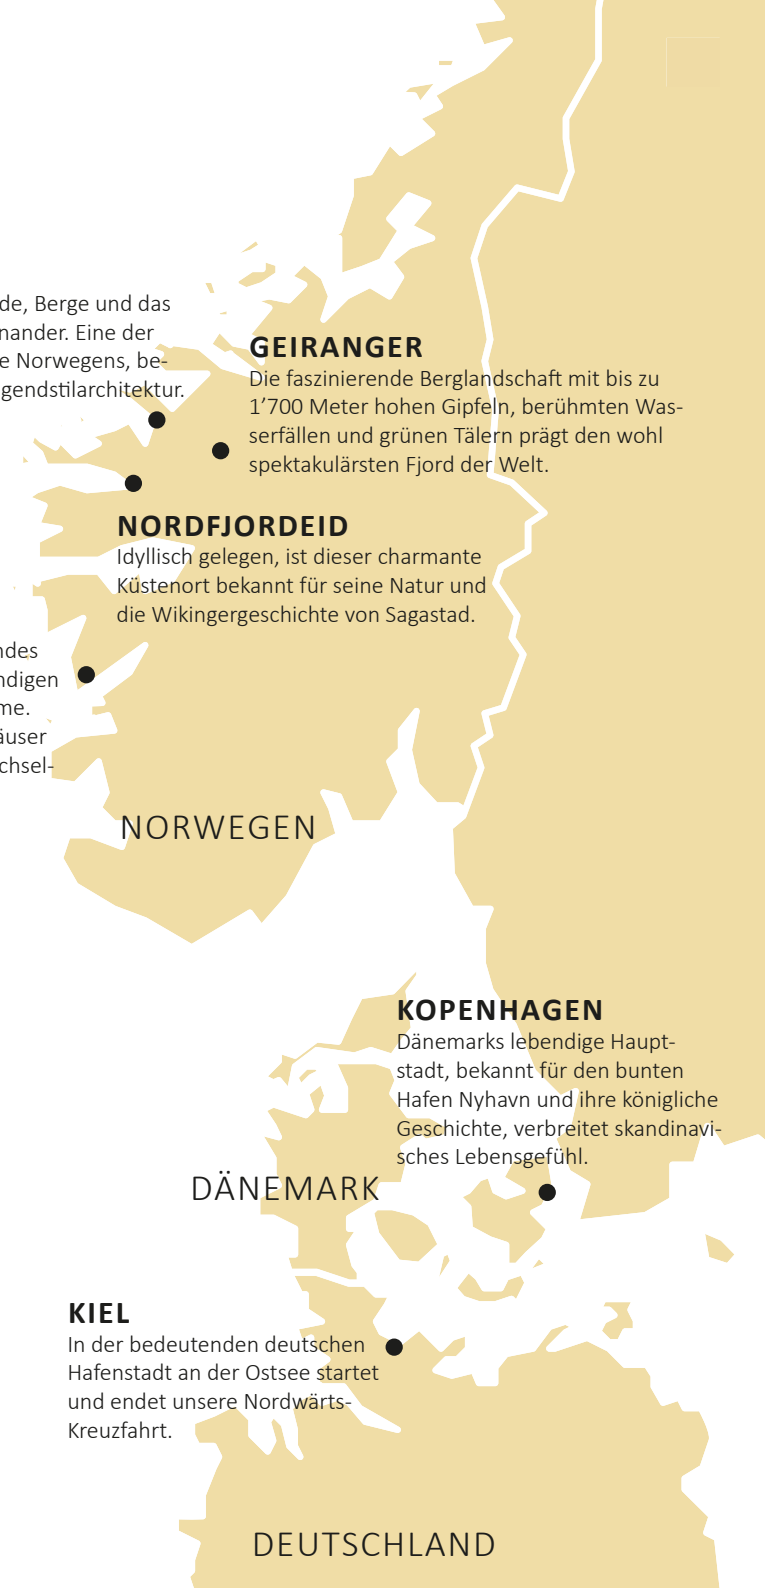 de, Berge und das
nander. Eine der
e Norwegens, be-
gendstilarchitektur.
GEIRANGER
Die faszinierende Berglandschaft mit bis zu
1’700 Meter hohen Gipfeln, berühmten Was-
serfällen und grünen Tälern prägt den wohl
spektakulärsten Fjord der Welt.
NORDFJORDEID
Idyllisch gelegen, ist dieser charmante
Küstenort bekannt für seine Natur und
die Wikingergeschichte von Sagastad.
ndes
ndigen
me.
äuser
chsel-
NORWEGEN
KOPENHAGEN
Dänemarks lebendige Haupt-
stadt, bekannt für den bunten
Hafen Nyhavn und ihre königliche
Geschichte, verbreitet skandinavi-
sches Lebensgefühl.
DÄNEMARK
KIEL
In der bedeutenden deutschen
Hafenstadt an der Ostsee startet
und endet unsere Nordwärts-
Kreuzfahrt.
DEUTSCHLAND